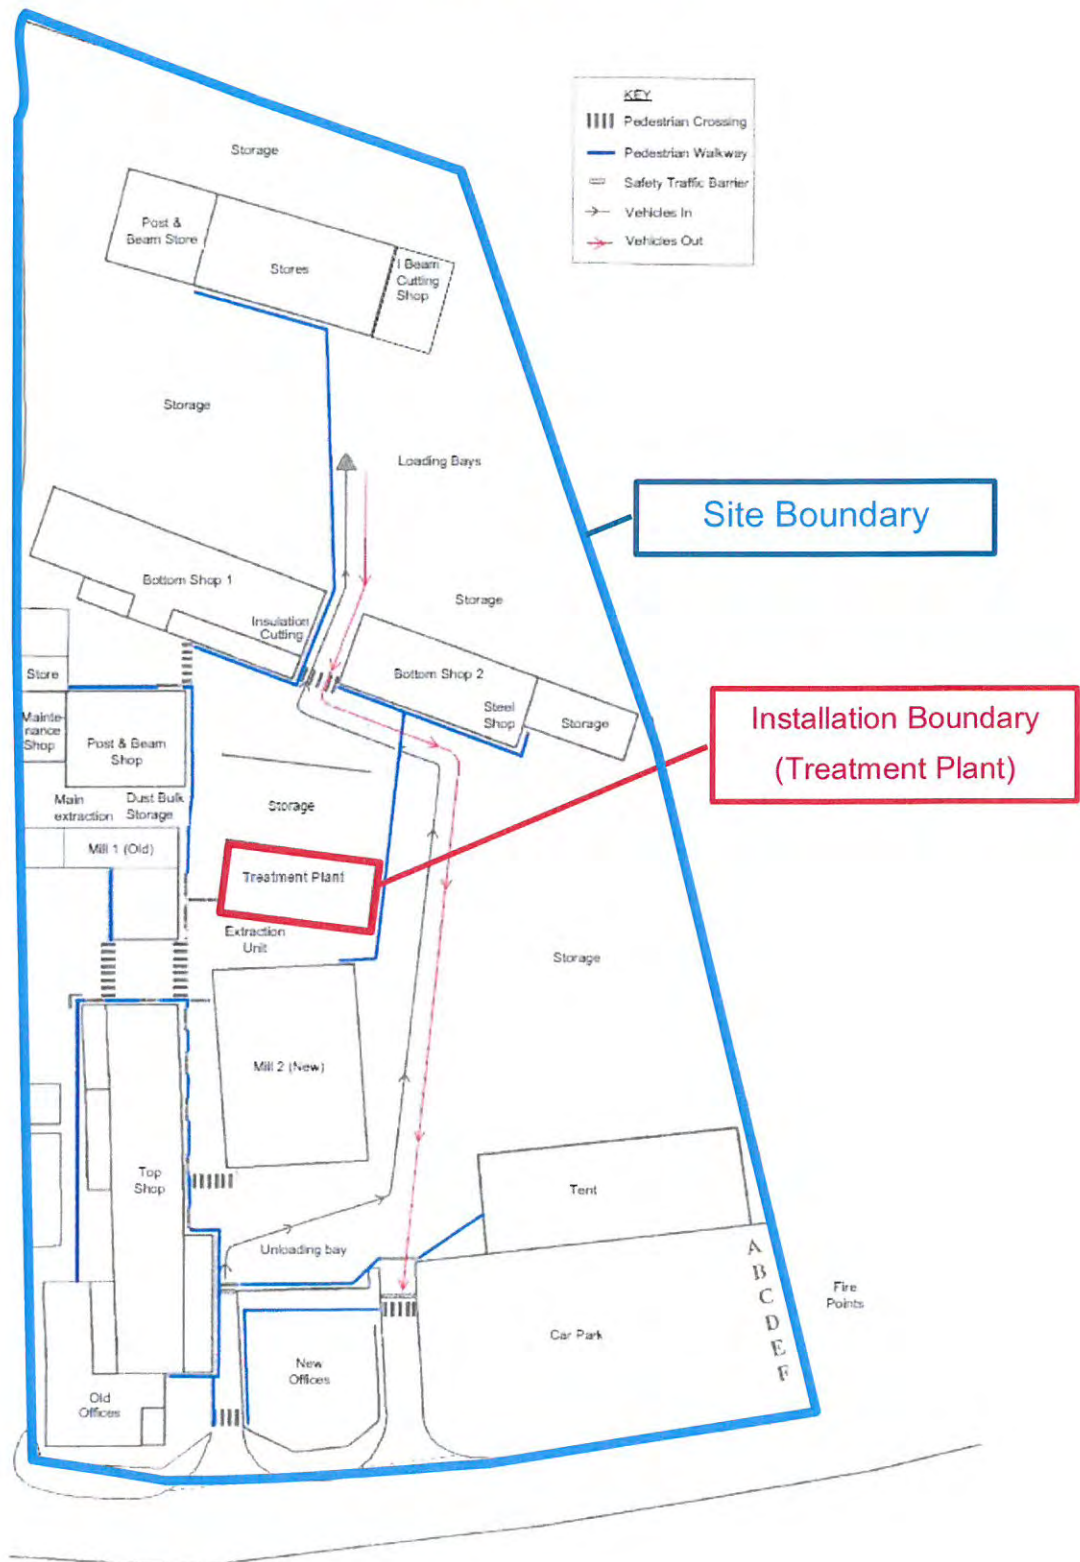 KEY
Pedestrian Crossing
Pedestrian Walkway
Safety Traffic Barrier
Vehicles In
Vehicles Out
Storage
Post &
Beam Store
Stores
I Beam
Cutting
Shop
Storage
Loading Bays
Site Boundary
Bottom Shop 1
Insulation
Cutting
Storage
Bottom Shop 2
Steel
Shop
Storage
Store
Mainte-
nance
Shop
Post & Beam
Shop
Installation Boundary
(Treatment Plant)
Main
extraction
Dust Bulk
Storage
Storage
Mill 1 (Old)
Treatment Plant
Extraction
Unit
Storage
Mill 2 (New)
Top
Shop
Tent
Unloading bay
A
B
C
D
E
F
Fire
Points
Car Park
New
Offices
Old
Offices